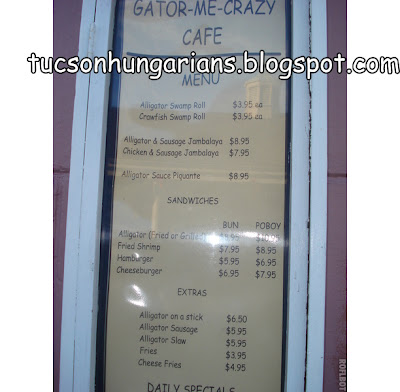 GATOR-ME-CRAZY
CAFE
tucsonhungarians.blogspot.com
MENU
Alligator Swamp Roll $3.95 ea
Crawfish Swamp Roll $3.95 ea
Alligator & Sausage Jambalaya $8.95
Chicken & Sausage Jambalaya $7.95
Alligator Sauce Piquante $8.95
SANDWICHES
BUN POBOY
Alligator (Fried or Grilled)
Fried Shrimp $7.95 $8.95
Hamburger $5.95 $6.95
Cheeseburger $6.95 $7.95
EXTRAS
Alligator on a stick $6.50
Alligator Sausage $5.95
Alligator Slaw $5.95
Fries $3.95
Cheese Fries $4.95
DAILY SPECIALS
ROFLBOT